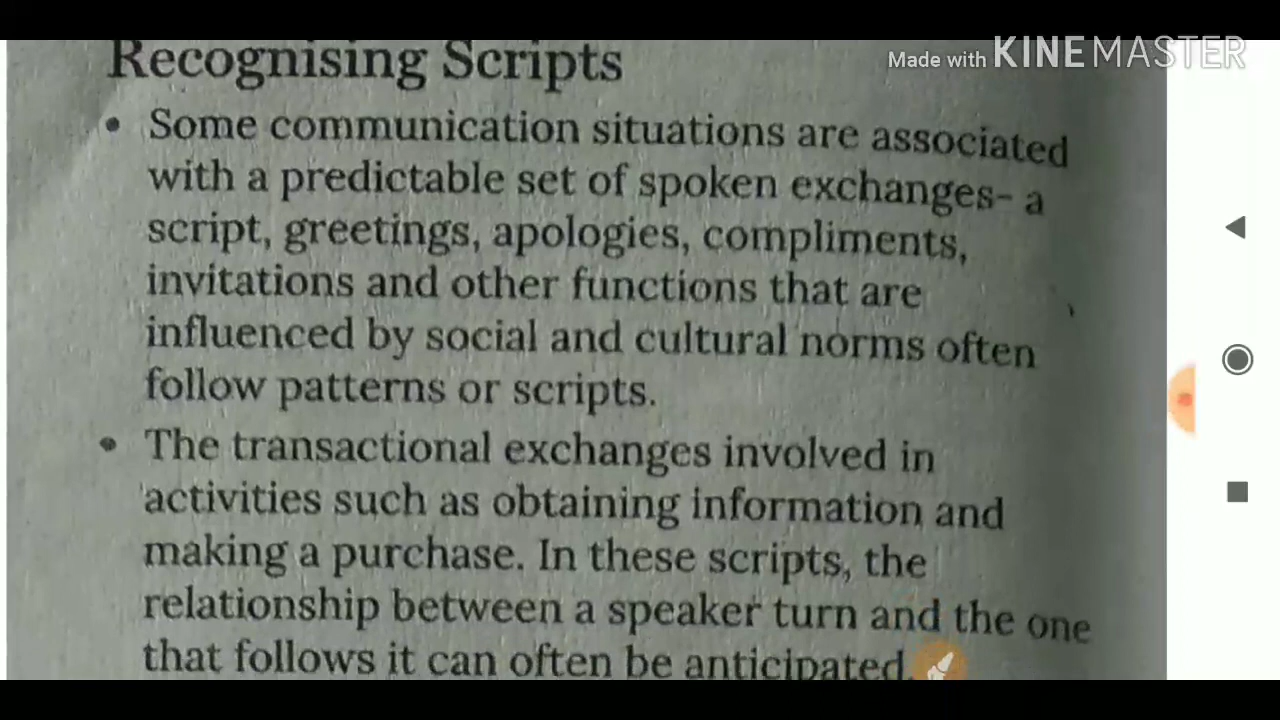 Recognising Scripts
Made with KINEMASTER
• Some communication situations are associated
with a predictable set of spoken exchanges- a
script, greetings, apologies, compliments,
invitations and other functions that are
influenced by social and cultural norms often
follow patterns or scripts.
• The transactional exchanges involved in
activities such as obtaining information and
making a purchase. In these scripts, the
relationship between a speaker turn and the one
that follows it can often be anticipated.